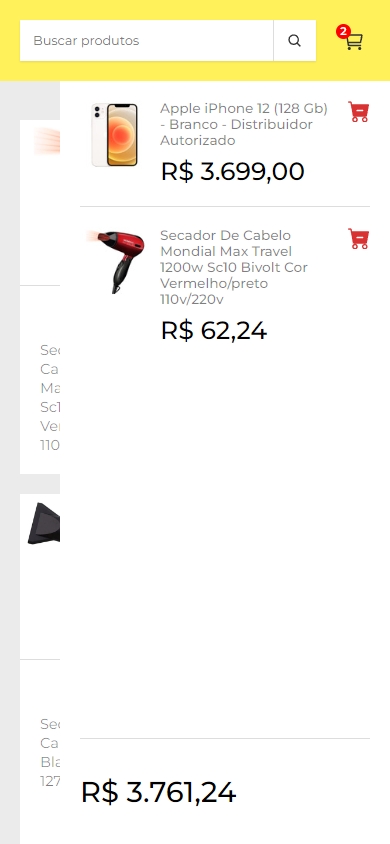 Buscar produtos
2
Apple iPhone 12 (128 Gb)
- Branco - Distribuidor
Autorizado
R$ 3.699,00
Secador De Cabelo
Mondial Max Travel
1200w Sc10 Bivolt Cor
Vermelho/preto
110v/220v
R$ 62,24
Sec
Ca
Ma
Sc1
Ver
110
Sec
Ca
Bla
127
R$ 3.761,24